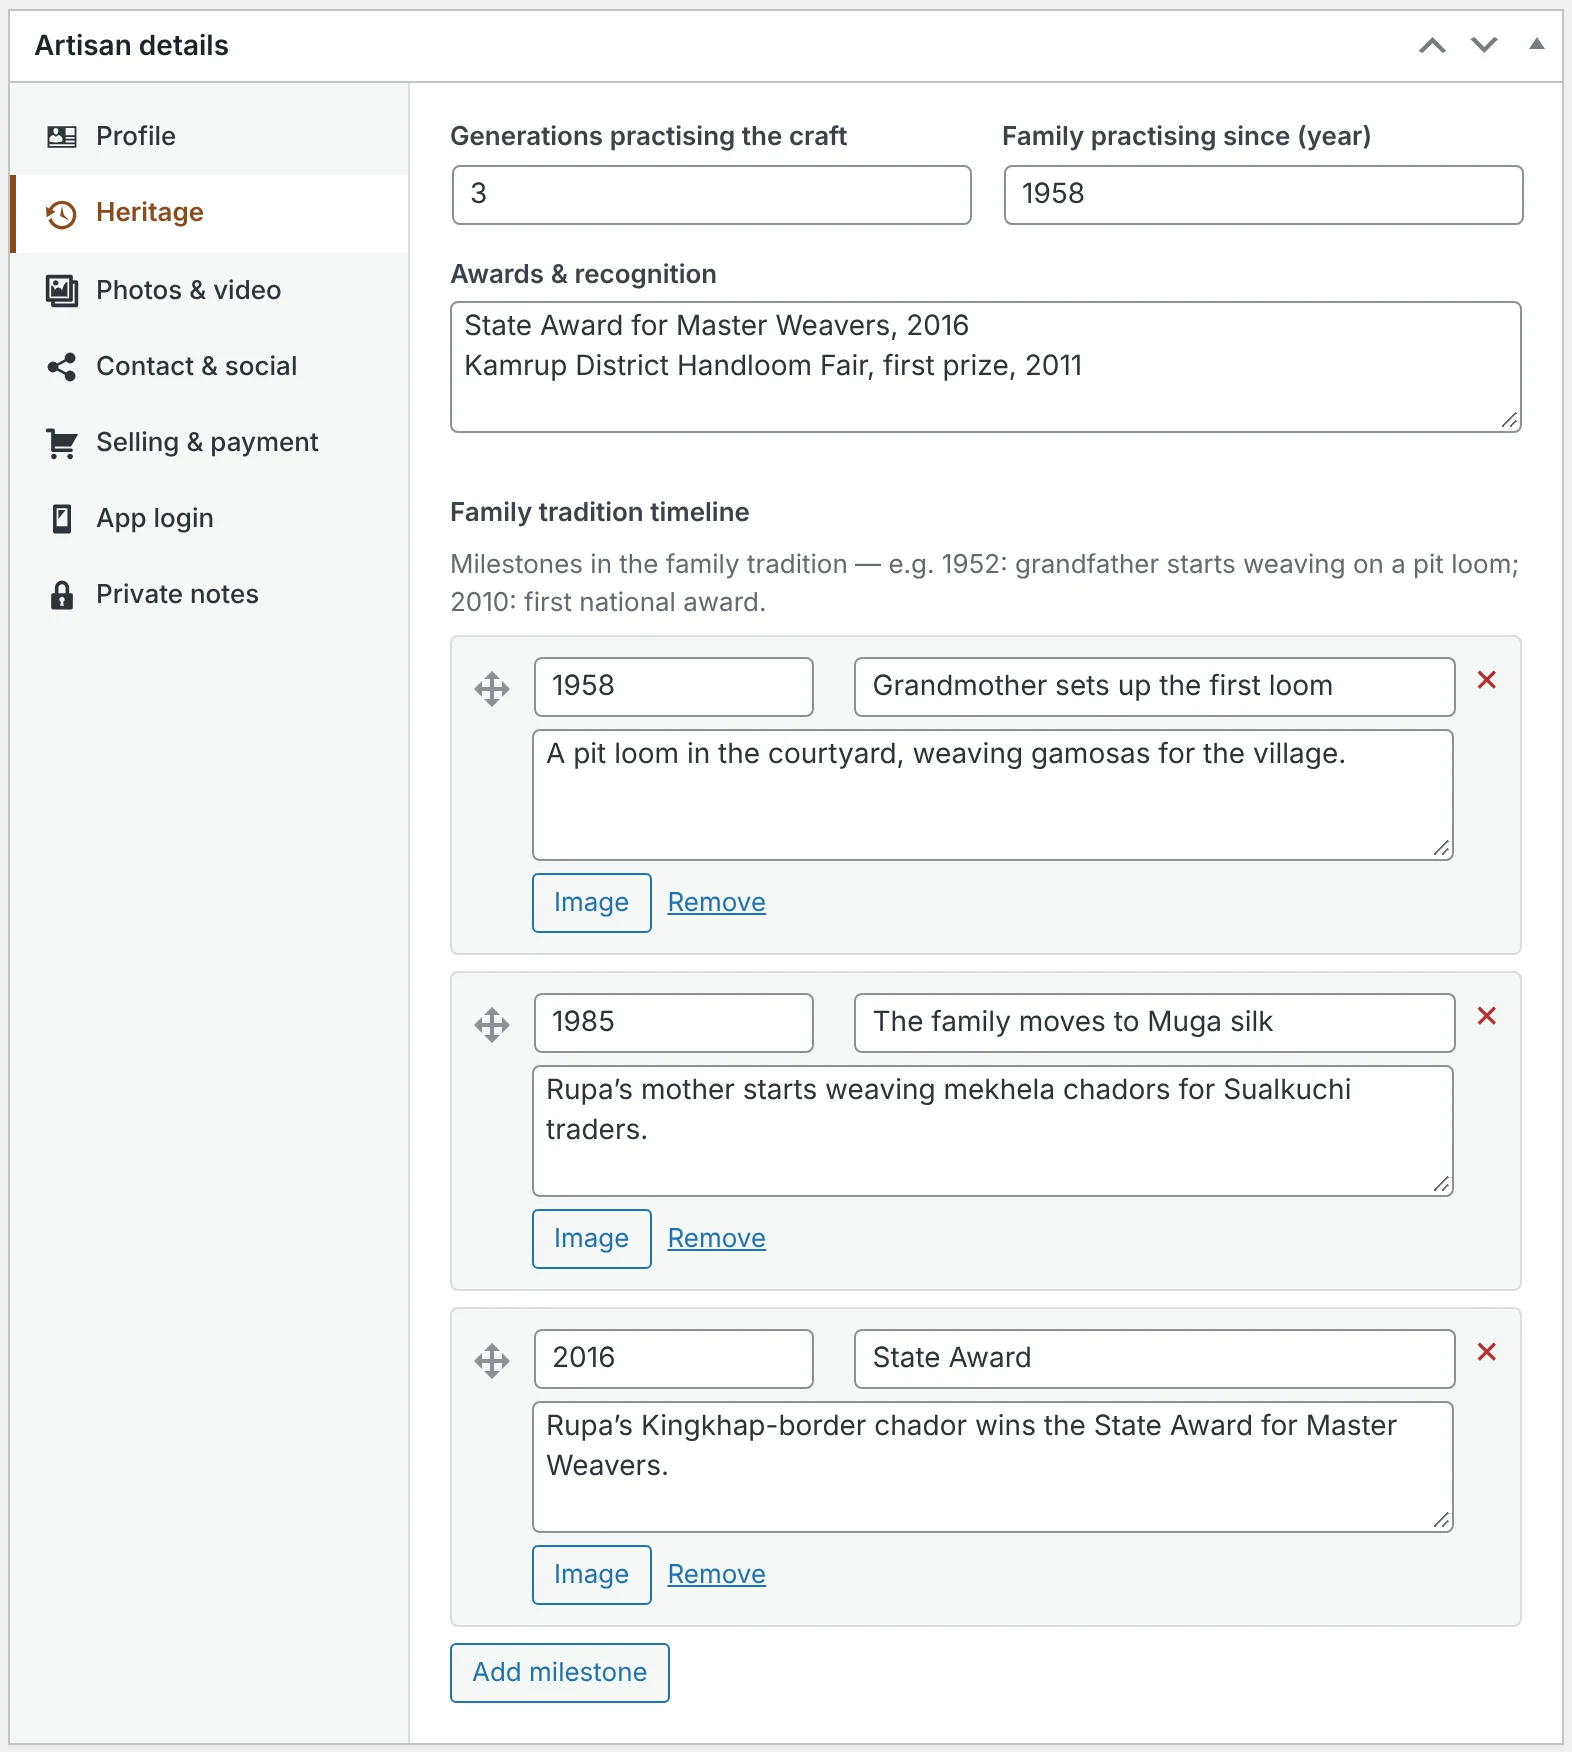 Artisan details
Profile
Heritage
Photos & video
Contact & social
Selling & payment
App login
Private notes
Generations practising the craft
3
Family practising since (year)
1958
Awards & recognition
State Award for Master Weavers, 2016
Kamrup District Handloom Fair, first prize, 2011
Family tradition timeline
Milestones in the family tradition — e.g. 1952: grandfather starts weaving on a pit loom;
2010: first national award.
1958
Grandmother sets up the first loom
A pit loom in the courtyard, weaving gamosas for the village.
Image
Remove
1985
The family moves to Muga silk
Rupa’s mother starts weaving mekhela chadors for Sualkuchi
traders.
Image
Remove
2016
State Award
Rupa’s Kingkhap-border chador wins the State Award for Master
Weavers.
Image
Remove
Add milestone